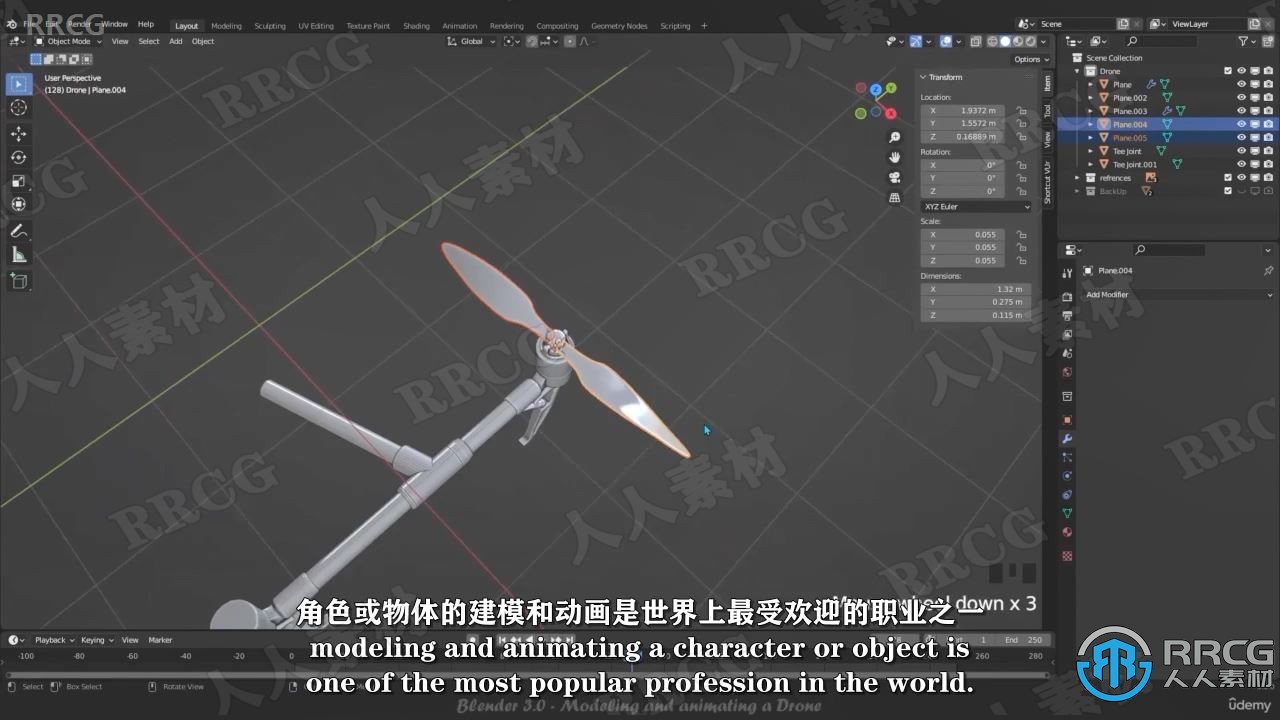 File Edit Render Window Help Layout Modeling Sculpting UV Editing Texture Paint Shading Animation Rendering Compositing Geometry Nodes Scripting + Scene ViewLayer
RRCG
Object Mode View Select Add Object Global
Options
User Perspective
(128) Drone | Plane.004
Transform
Location:
X 1.9372 m
Y 1.5572 m
Z 0.16889 m
Rotation:
X 0°
Y 0°
Z 0°
XYZ Euler
Scale:
X 0.055
Y 0.055
Z 0.055
Dimensions:
X 1.32 m
Y 0.275 m
Z 0.115 m
Item
Tool
View
Shortcut VUr
Scene Collection
Drone
Plane
Plane.002
Plane.003
Plane.004
Plane.005
Tee Joint
Tee Joint.001
refrences
BackUp
Plane.004
Add Modifier
RRCG
人人素材
down x 3
角色或物体的建模和动画是世界上最受欢迎的职业之一
modeling and animating a character or object is
one of the most popular profession in the world.
Playback Keying View Marker
1 End 250
-100 -80 -60 -40 -20 0 260 280
Select Box Select Rotate View
Blender 3.0 - Modeling and animating a Drone
RRCG
人人素材
ûdemy